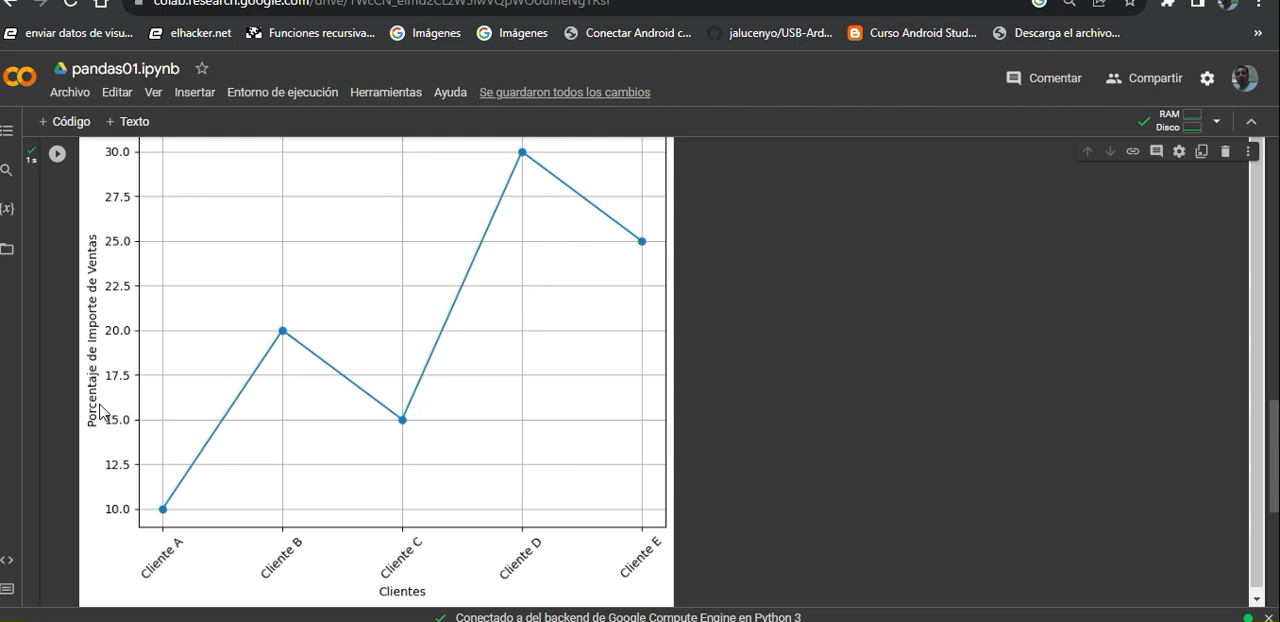 enviar datos de visu... elhacker.net Funciones recursiva... Imágenes Imágenes Conectar Android c... jalucenyo/USB-Ard... Curso Android Stud... Descarga el archivo... »
pandas01.ipynb
Comentar Compartir
Archivo Editar Ver Insertar Entorno de ejecución Herramientas Ayuda Se guardaron todos los cambios
+ Código + Texto
RAM
Disco
1 s
{x}
<>
Porcentaje de Importe de Ventas
30.0
27.5
25.0
22.5
20.0
17.5
15.0
12.5
10.0
Cliente A Cliente B Cliente C Cliente D Cliente E
Clientes
Conectado a del backend de Google Compute Engine en Python 3